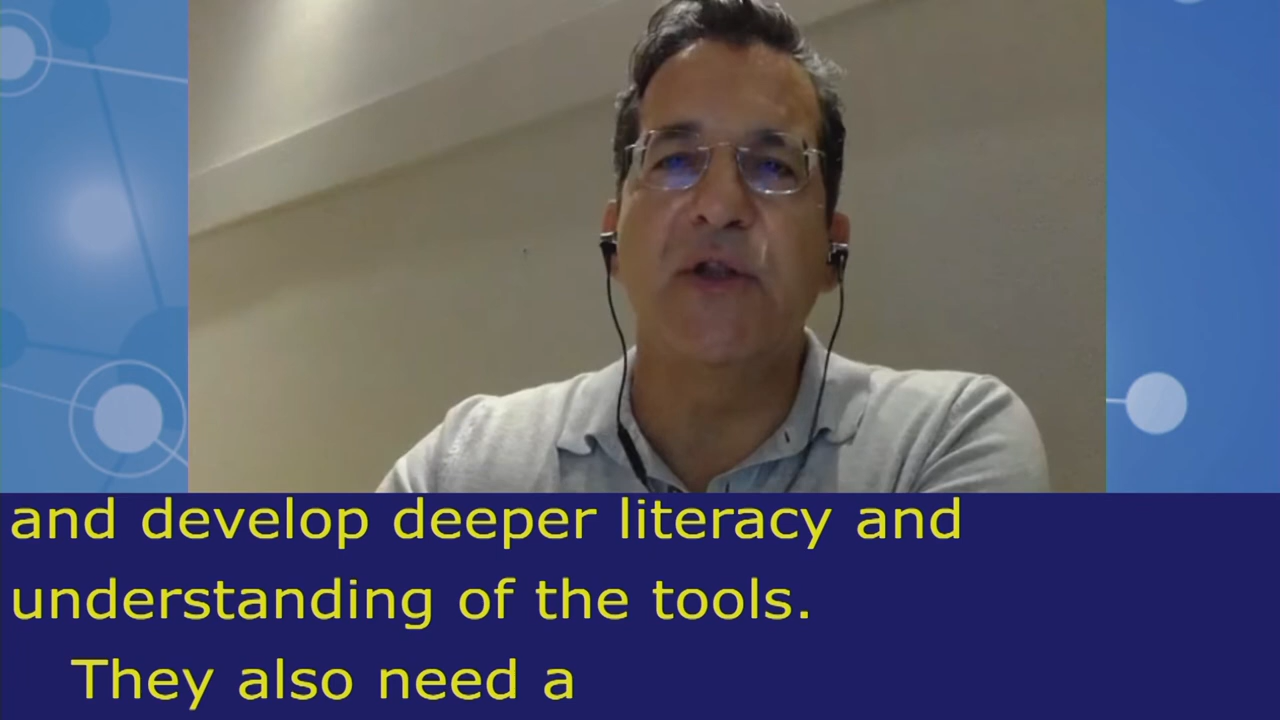 and develop deeper literacy and
understanding of the tools.
They also need a